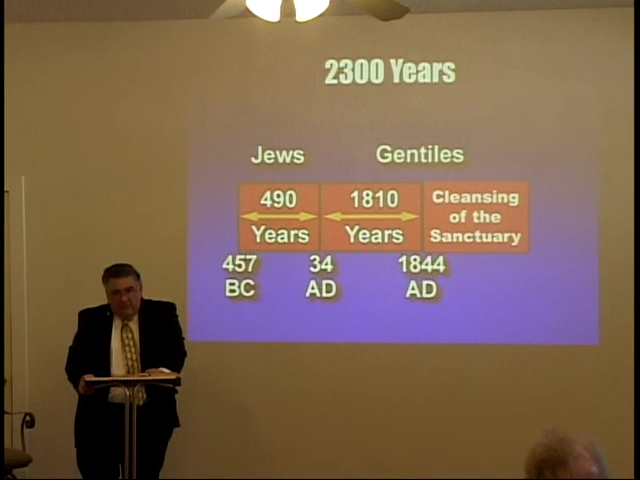 2300 Years
Jews Gentiles
490 1810 Cleansing
of the
Years Years Sanctuary
457 34 1844
BC AD AD